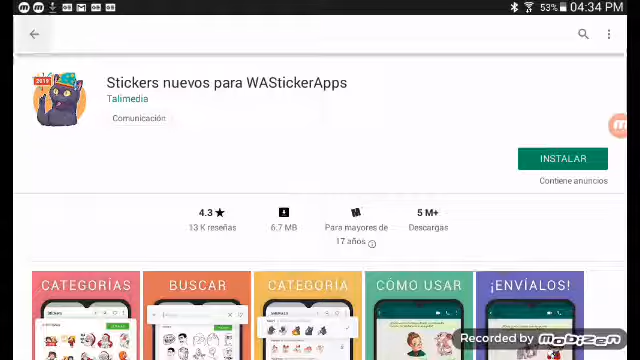 53% 04:34 PM
2019
Stickers nuevos para WAStickerApps
Talimedia
Comunicación
INSTALAR
Contiene anuncios
4.3★
13 K reseñas
6.7 MB
Para mayores de
17 años
5 M+
Descargas
CATEGORÍAS
BUSCAR
CATEGORÍA
CÓMO USAR
¡ENVÍALOS!
Recorded by mobizen